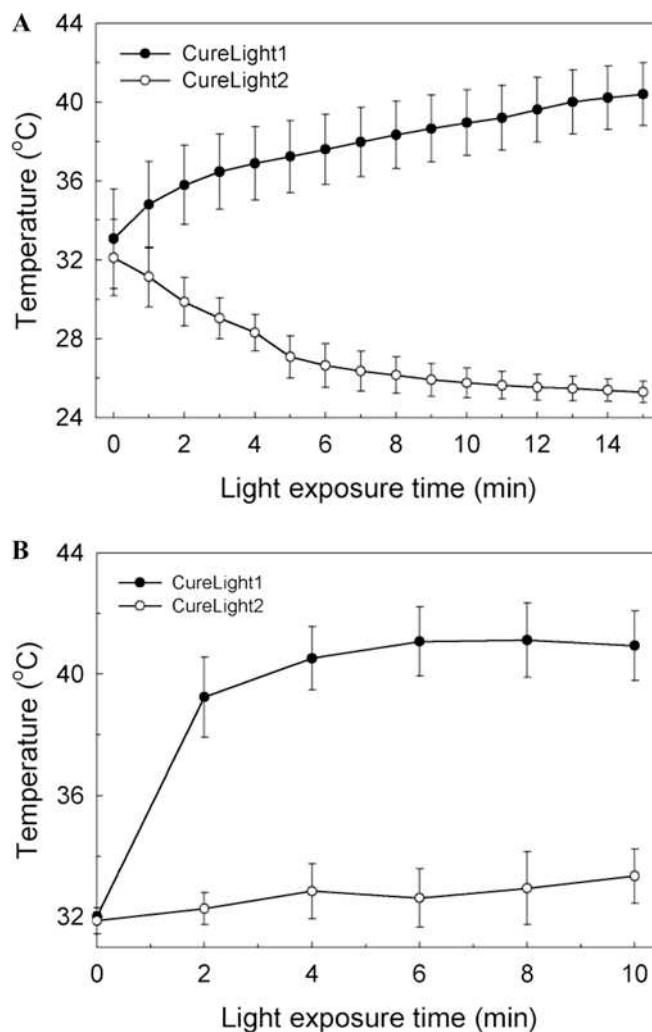 A
CureLight1
CureLight2
Temperature (°C)
44
40
36
32
28
24
0 2 4 6 8 10 12 14
Light exposure time (min)
B
CureLight1
CureLight2
Temperature (°C)
44
40
36
32
0 2 4 6 8 10
Light exposure time (min)